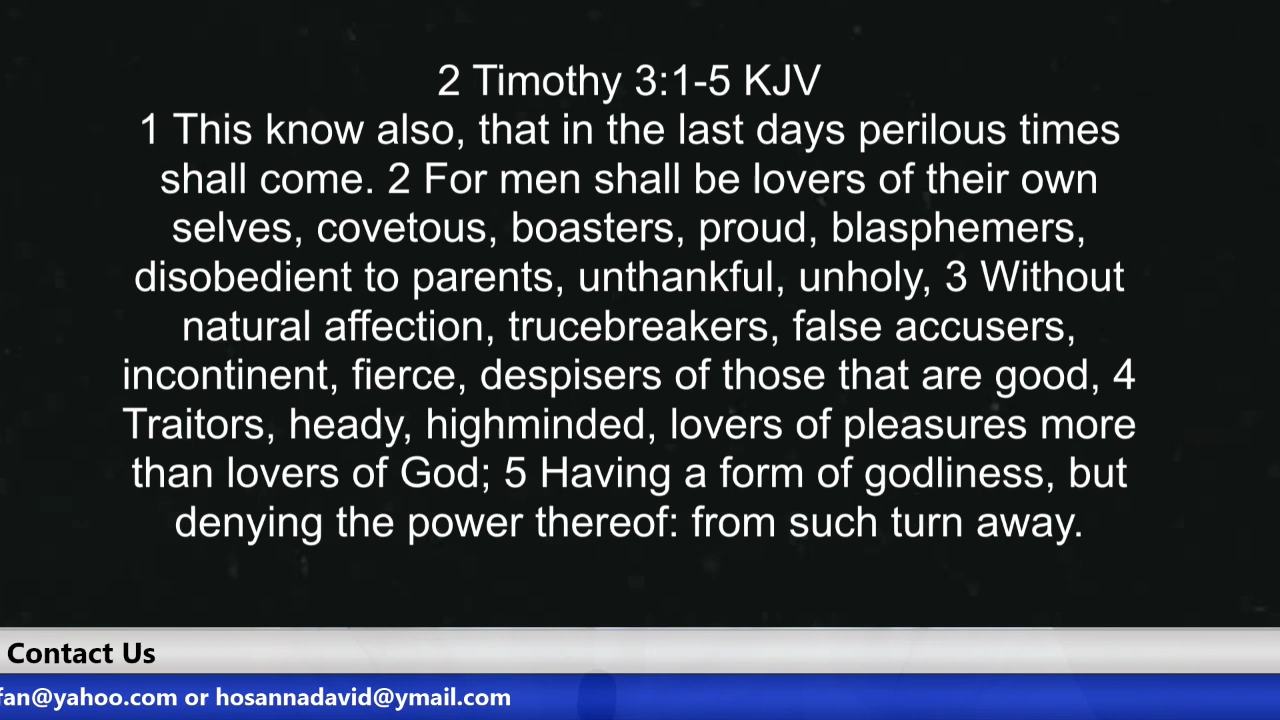 2 Timothy 3:1-5 KJV
1 This know also, that in the last days perilous times
shall come. 2 For men shall be lovers of their own
selves, covetous, boasters, proud, blasphemers,
disobedient to parents, unthankful, unholy, 3 Without
natural affection, trucebreakers, false accusers,
incontinent, fierce, despisers of those that are good, 4
Traitors, heady, highminded, lovers of pleasures more
than lovers of God; 5 Having a form of godliness, but
denying the power thereof: from such turn away.
Contact Us
fan@yahoo.com or hosannadavid@ymail.com